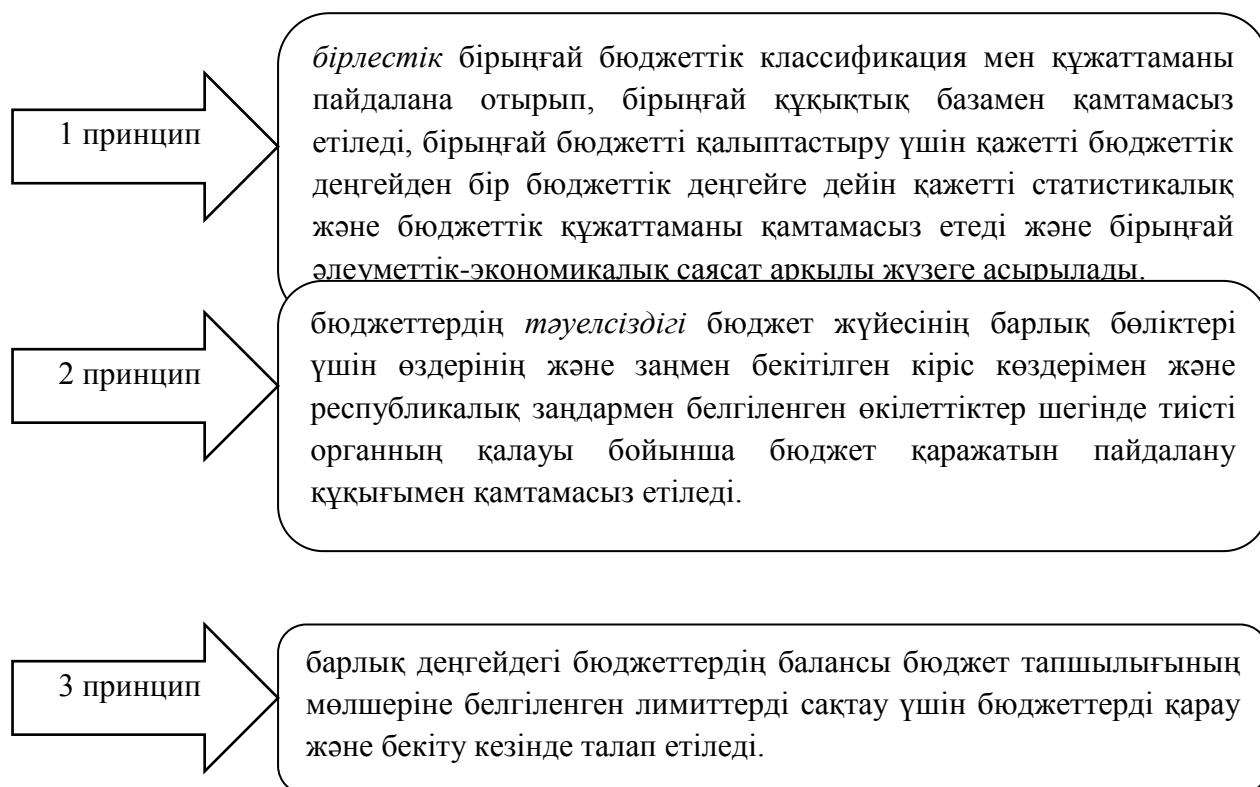 1 принцип
бірлестік бірыңғай бюджеттік классификация мен құжаттаманы
пайдалана отырып, бірыңғай құқықтық базамен қамтамасыз
етіледі, бірыңғай бюджетті қалыптастыру үшін қажетті бюджеттік
деңгейден бір бюджеттік деңгейге дейін қажетті статистикалық
және бюджеттік құжаттаманы қамтамасыз етеді және бірыңғай
әлеуметтік-экономикалық саясат арқылы жүзеге асырылады.
2 принцип
бюджеттердің тәуелсіздігі бюджет жүйесінің барлық бөліктері
үшін өздерінің және заңмен бекітілген кіріс көздерімен және
республикалық заңдармен белгіленген өкілеттіктер шегінде тиісті
органның қалауы бойынша бюджет қаражатын пайдалану
құқығымен қамтамасыз етіледі.
3 принцип
барлық деңгейдегі бюджеттердің балансы бюджет тапшылығының
мөлшеріне белгіленген лимиттерді сақтау үшін бюджеттерді қарау
және бекіту кезінде талап етіледі.